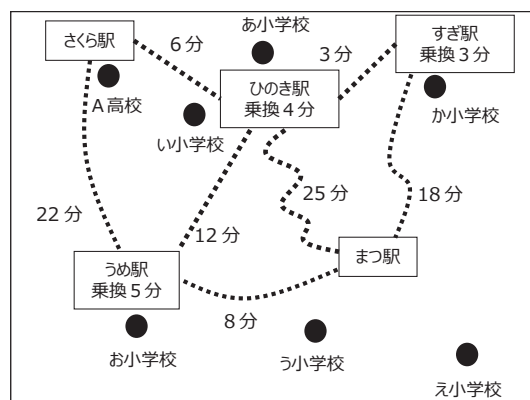 さくら駅
6分
あ小学校
3分
すぎ駅
乗換3分
A高校
ひのき駅
乗換4分
い小学校
か小学校
22分
12分
25分
18分
うめ駅
乗換5分
まつ駅
8分
お小学校
う小学校
え小学校